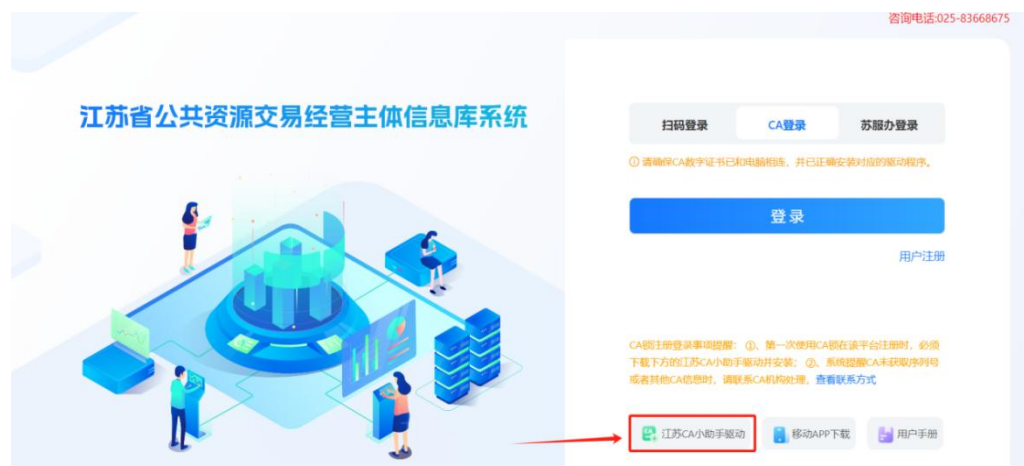 咨询电话:025-83668675
江苏省公共资源交易经营主体信息库系统
扫码登录 CA登录 苏服办登录
请确保CA数字证书已和电脑相连，并已正确安装对应的驱动程序。
登录
用户注册
CA锁注册登录事项提醒：①、第一次使用CA锁在该平台注册时，必须
下载下方的江苏CA小助手驱动并安装；②、系统提醒CA未获取序列号
或者其他CA信息时，请联系CA机构处理，查看联系方式
江苏CA小助手驱动 移动APP下载 用户手册